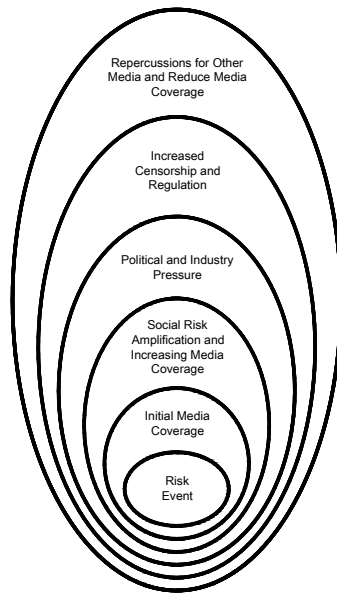 Repercussions for Other
Media and Reduce Media
Coverage
Increased
Censorship and
Regulation
Political and Industry
Pressure
Social Risk
Amplification and
Increasing Media
Coverage
Initial Media
Coverage
Risk
Event